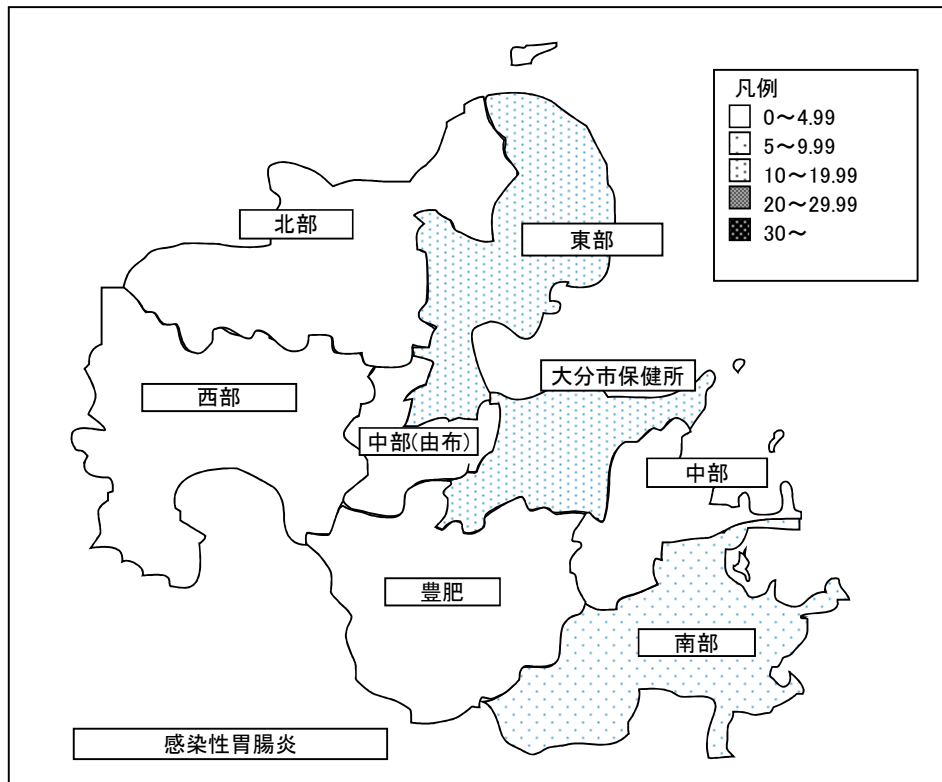 凡例
0～4.99
5～9.99
10～19.99
20～29.99
30～
北部
東部
大分市保健所
西部
中部(由布)
中部
豊肥
南部
感染性胃腸炎